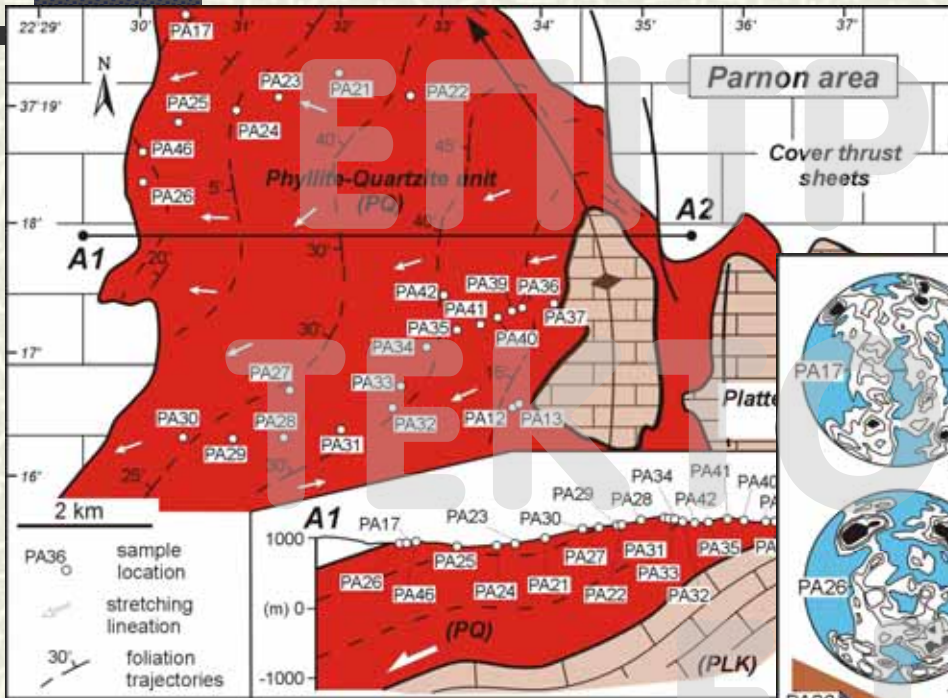 22°29' 30' 31' 32' 33' 34' 35' 36' 37'
PA17
N
Parnon area
PA23
PA21
PA22
37°19'
PA25
PA24
40°
45°
PA46
Cover thrust
sheets
PA26
5°
Phyllite-Quartzite unit
(PQ)
40°
18'
A1
A2
20°
30°
PA42
PA39
PA36
PA41
PA37
PA35
PA40
30°
PA34
17'
PA27
PA33
15°
PA17
PA30
PA28
PA32
PA12
PA13
Platte
PA29
PA31
16'
25°
30°
2 km
A1
PA34
PA41
PA29
PA28
PA42
PA40
PA17
PA23
PA30
1000
PA36
sample
location
PA25
PA27
PA31
PA35
PA26
PA46
PA24
PA21
PA22
PA33
PA32
PA26
(m) 0
stretching
lineation
(PQ)
(PLK)
30°
foliation
trajectories
-1000
ΕΠΙΤΡ
ΤΕΚΤΟ